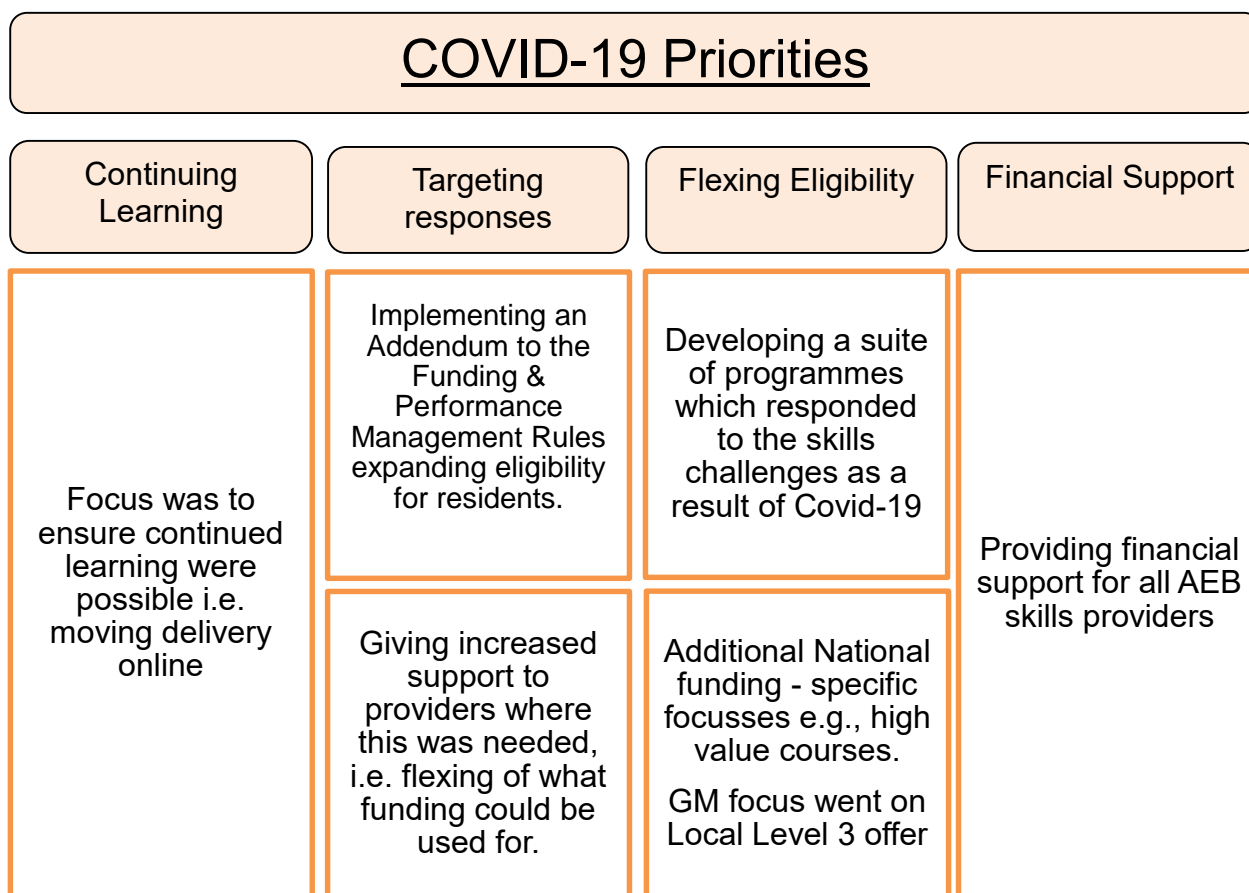 COVID-19 Priorities
Continuing
Learning
Targeting
responses
Flexing Eligibility
Financial Support
Focus was to
ensure continued
learning were
possible i.e.
moving delivery
online
Implementing an
Addendum to the
Funding &
Performance
Management Rules
expanding eligibility
for residents.
Giving increased
support to
providers where
this was needed,
i.e. flexing of what
funding could be
used for.
Developing a suite
of programmes
which responded
to the skills
challenges as a
result of Covid-19
Additional National
funding - specific
focusses e.g., high
value courses.
GM focus went on
Local Level 3 offer
Providing financial
support for all AEB
skills providers